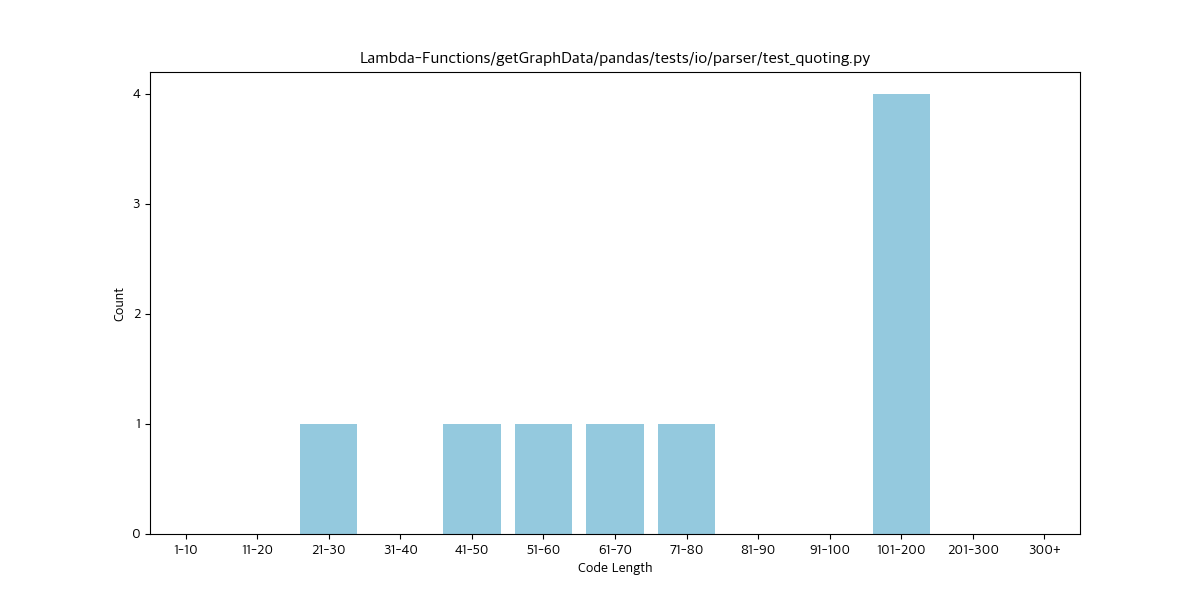 Lambda-Functions/getGraphData/pandas/tests/io/parser/test_quoting.py
4
3
2
1
0
Count
1-10 11-20 21-30 31-40 41-50 51-60 61-70 71-80 81-90 91-100 101-200 201-300 300+
Code Length